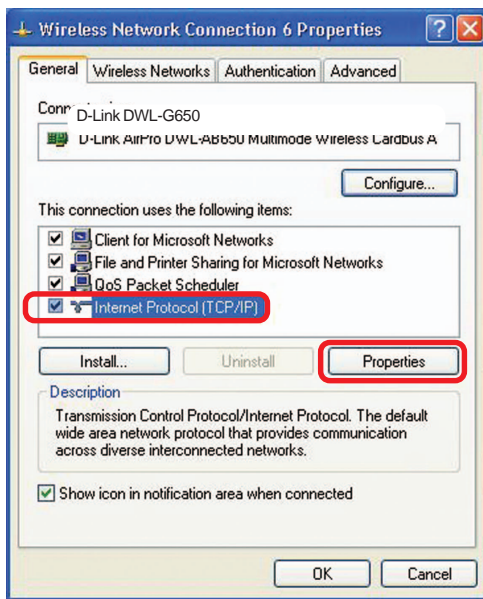 Wireless Network Connection 6 Properties
General Wireless Networks Authentication Advanced
D-Link DWL-G650
D-Link AirPro DWL-AB650 Multimode Wireless Cardbus A
Configure...
This connection uses the following items:
Client for Microsoft Networks
File and Printer Sharing for Microsoft Networks
QoS Packet Scheduler
Internet Protocol (TCP/IP)
Install... Uninstall Properties
Description
Transmission Control Protocol/Internet Protocol. The default
wide area network protocol that provides communication
across diverse interconnected networks.
Show icon in notification area when connected
OK Cancel